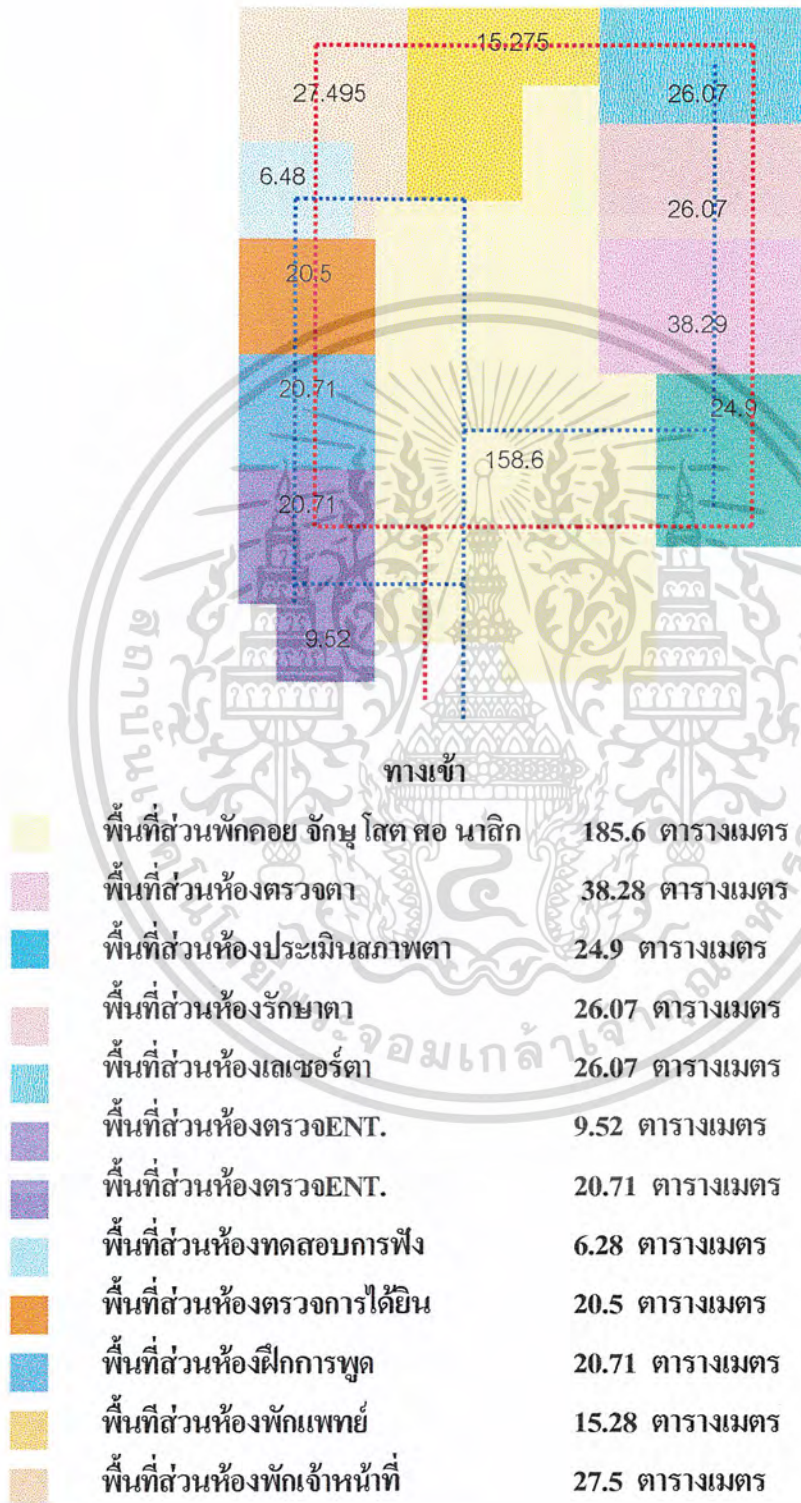 15.275
27.495 26.07
6.48
26.07
20.5
38.29
20.71
24.9
158.6
20.71
9.52
ทางเข้า
พื้นที่ส่วนพักคอย จักษุ โสต ศอ นาสิก 185.6 ตารางเมตร
พื้นที่ส่วนห้องตรวจตา 38.28 ตารางเมตร
พื้นที่ส่วนห้องประเมินสภาพตา 24.9 ตารางเมตร
พื้นที่ส่วนห้องรักษาตา 26.07 ตารางเมตร
พื้นที่ส่วนห้องเลเซอร์ตา 26.07 ตารางเมตร
พื้นที่ส่วนห้องตรวจENT. 9.52 ตารางเมตร
พื้นที่ส่วนห้องตรวจENT. 20.71 ตารางเมตร
พื้นที่ส่วนห้องทดสอบการฟัง 6.28 ตารางเมตร
พื้นที่ส่วนห้องตรวจการได้ยิน 20.5 ตารางเมตร
พื้นที่ส่วนห้องฝึกการพูด 20.71 ตารางเมตร
พื้นที่ส่วนห้องพักแพทย์ 15.28 ตารางเมตร
พื้นที่ส่วนห้องพักเจ้าหน้าที่ 27.5 ตารางเมตร